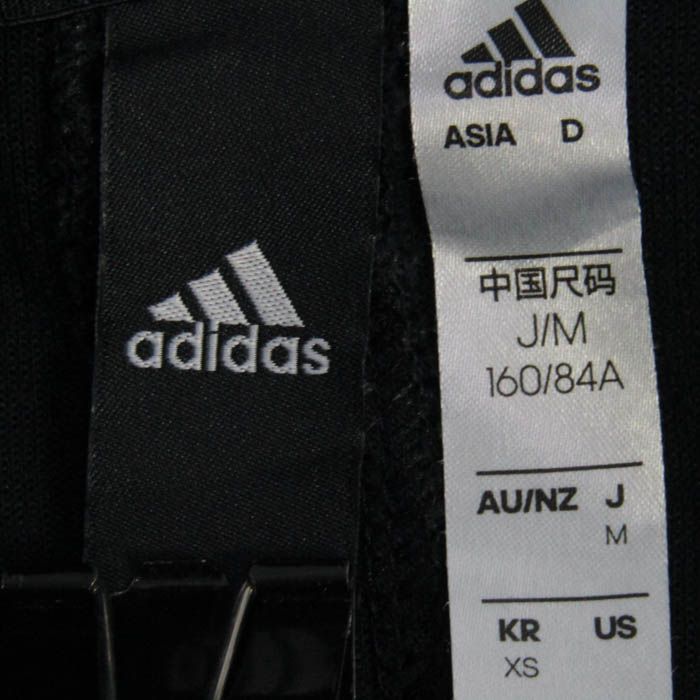 adidas
adidas
ASIA D
中国尺码
J/M
160/84A
AU/NZ J
M
KR US
XS